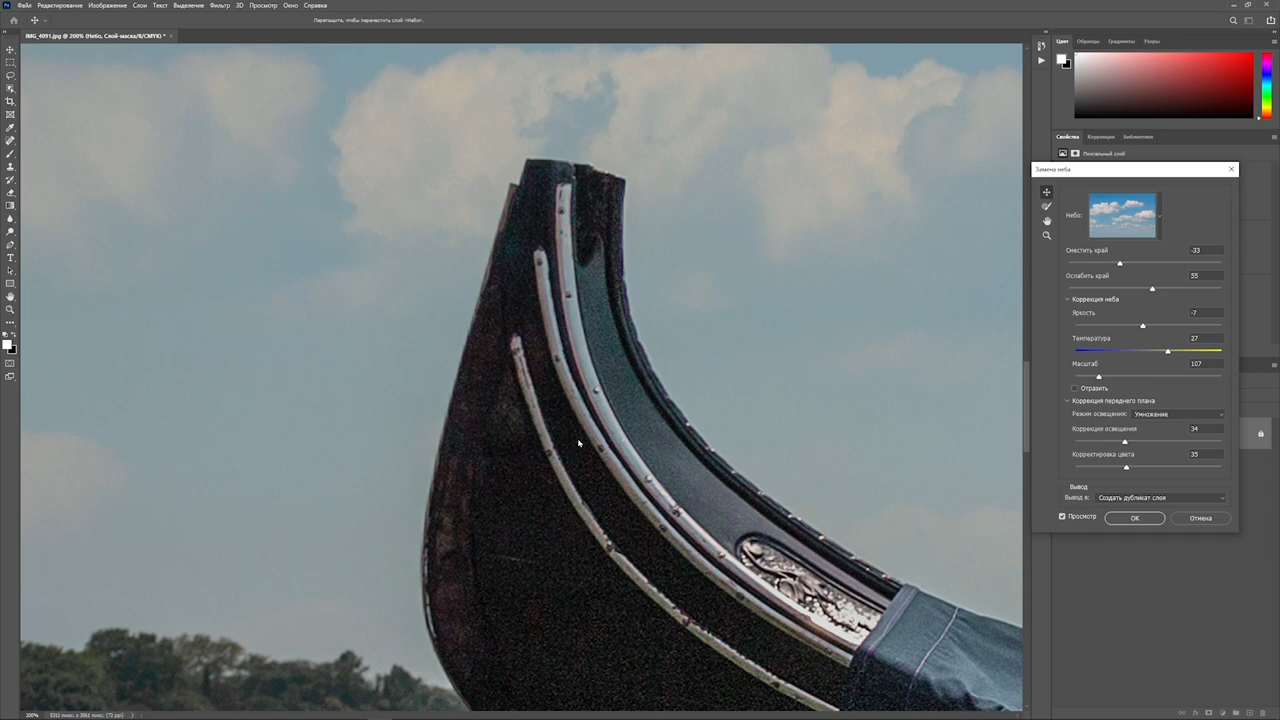 Ps Файл Редактирование Изображение Слои Текст Выделение Фильтр 3D Просмотр Окно Справка
Перетащите, чтобы переместить слой «Небо».
IMG_4091.jpg @ 200% (Небо, Слой-маска/8/CMYK) * ×
Цвет Образцы Градиенты Узоры
Свойства Коррекция Библиотеки
Пиксельный слой
Замена неба
Небо:
Сместить край -33
Ослабить край 55
Коррекция неба
Яркость -7
Температура 27
Масштаб 107
Отразить
Коррекция переднего плана
Режим освещения: Умножение
Коррекция освещения 34
Корректировка цвета 35
Вывод
Вывод в: Создать дубликат слоя
Просмотр OK Отмена